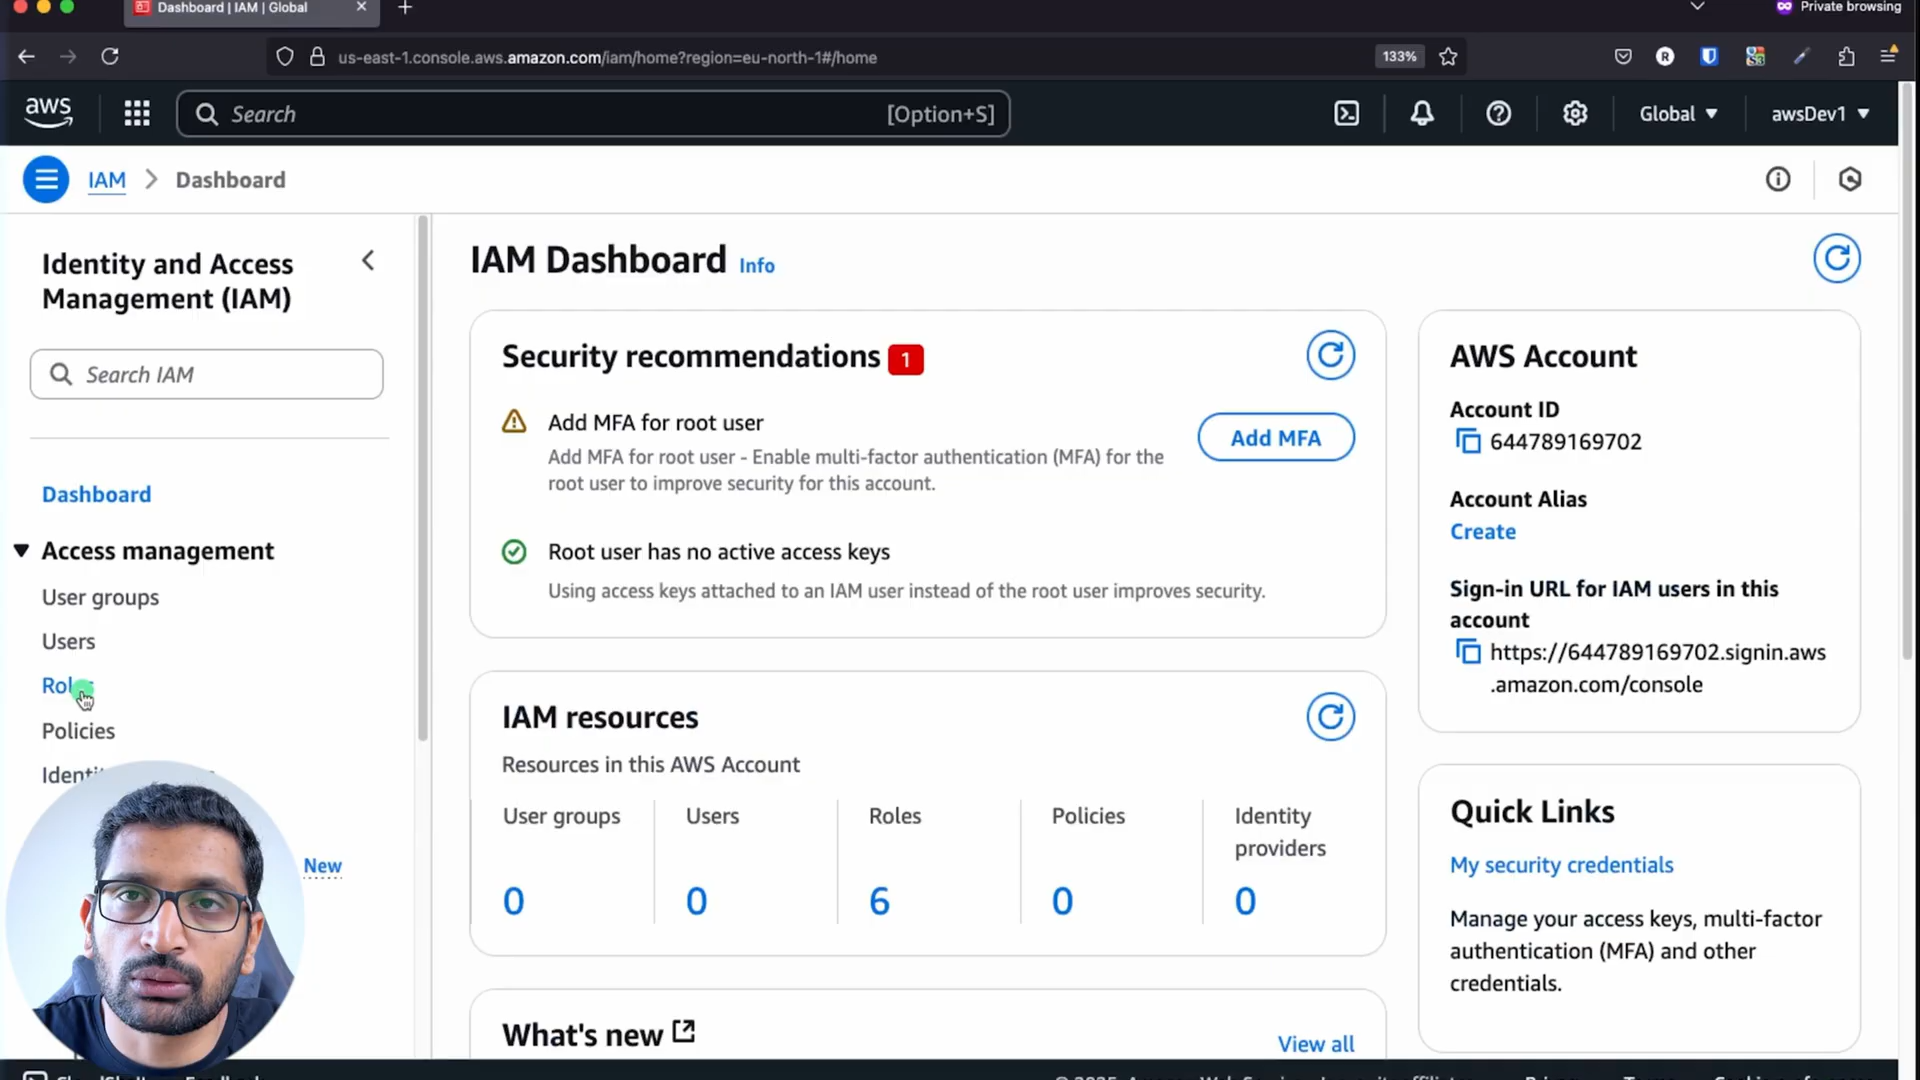 Dashboard | IAM | Global
Private browsing
us-east-1.console.aws.amazon.com/iam/home?region=eu-north-1#/home
133%
R
aws
Search
[Option+S]
Global
awsDev1
IAM
Dashboard
Identity and Access
Management (IAM)
Search IAM
Dashboard
Access management
User groups
Users
Policies
New
IAM Dashboard Info
Security recommendations 1
Add MFA for root user
Add MFA for root user - Enable multi-factor authentication (MFA) for the
root user to improve security for this account.
Add MFA
Root user has no active access keys
Using access keys attached to an IAM user instead of the root user improves security.
IAM resources
Resources in this AWS Account
User groups
Users
Roles
Policies
Identity
providers
0
0
6
0
0
What's new
View all
AWS Account
Account ID
644789169702
Account Alias
Create
Sign-in URL for IAM users in this
account
https://644789169702.signin.aws
.amazon.com/console
Quick Links
My security credentials
Manage your access keys, multi-factor
authentication (MFA) and other
credentials.